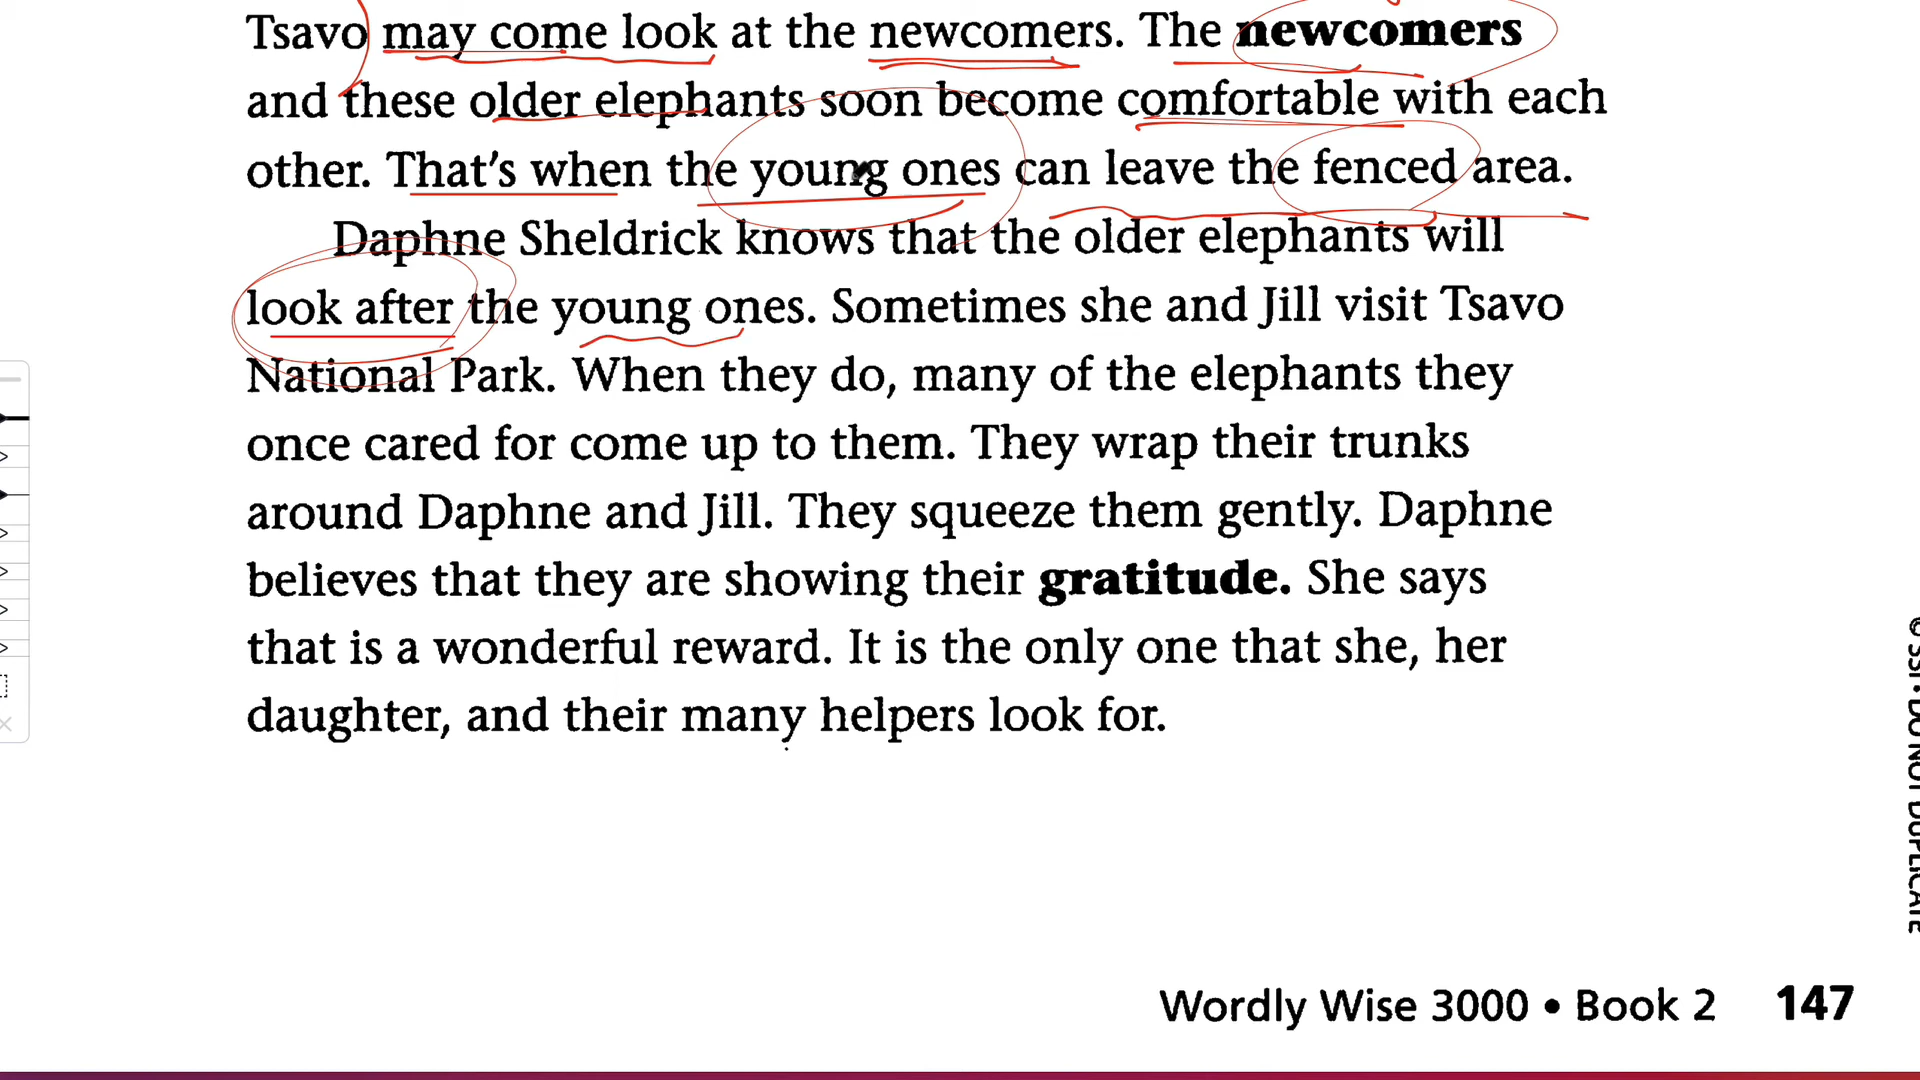 Tsavo may come look at the newcomers. The newcomers
and these older elephants soon become comfortable with each
other. That's when the young ones can leave the fenced area.
Daphne Sheldrick knows that the older elephants will
look after the young ones. Sometimes she and Jill visit Tsavo
National Park. When they do, many of the elephants they
once cared for come up to them. They wrap their trunks
around Daphne and Jill. They squeeze them gently. Daphne
believes that they are showing their gratitude. She says
that is a wonderful reward. It is the only one that she, her
daughter, and their many helpers look for.
© SSI • DO NOT DUPLICATE
Wordly Wise 3000 • Book 2 147